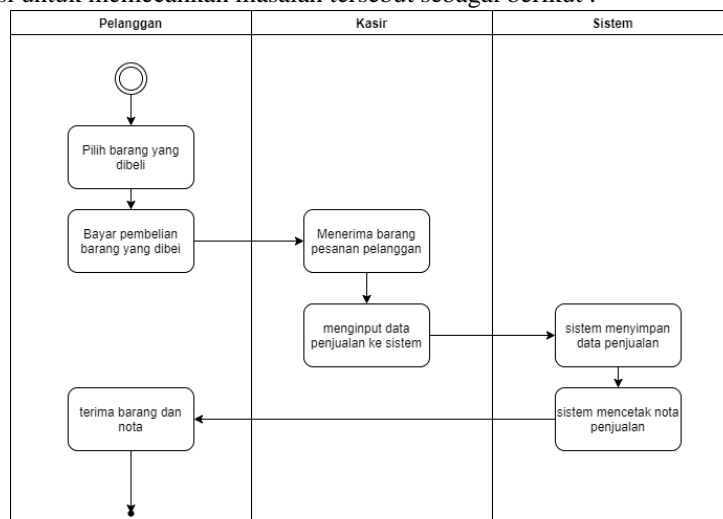 untuk memecahkan masalah tersebut sebagai berikut :
Pelanggan
Kasir
Sistem
Pilih barang yang
dibeli
Bayar pembelian
barang yang dibei
Menerima barang
pesanan pelanggan
menginput data
penjualan ke sistem
sistem menyimpan
data penjualan
sistem mencetak nota
penjualan
terima barang dan
nota